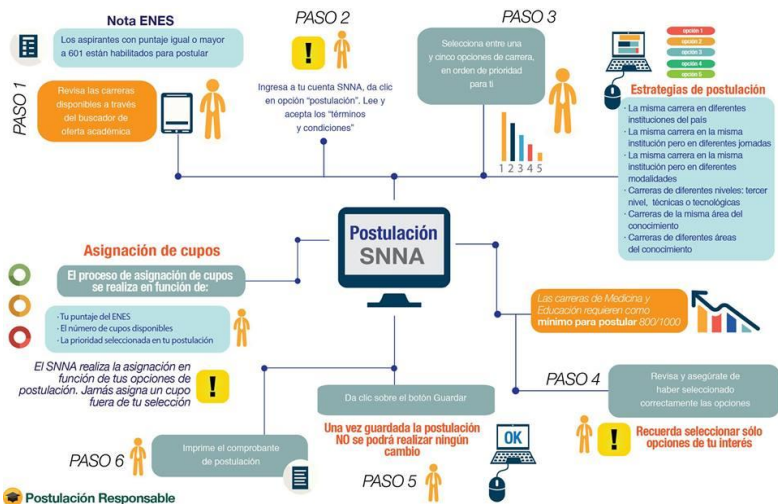 Nota ENES
Los aspirantes con puntaje igual o mayor
a 601 están habilitados para postular
PASO 1
Revisa las carreras
disponibles a través
del buscador de
oferta académica
PASO 2
!
Ingresa a tu cuenta SNNA, da clic
en opción “postulación”. Lee y
acepta los “términos
y condiciones”
PASO 3
Selecciona entre una
y cinco opciones de carrera,
en orden de prioridad
para ti
1 2 3 4 5
opción 1
opción 2
opción 3
opción 4
opción 5
Estrategias de postulación
· La misma carrera en diferentes
instituciones del país
· La misma carrera en la misma
institución pero en diferentes jornadas
· La misma carrera en la misma
institución pero en diferentes
modalidades
· Carreras de diferentes niveles: tercer
nivel, técnicas o tecnológicas
· Carreras de la misma área del
conocimiento
· Carreras de diferentes áreas
del conocimiento
Postulación
SNNA
Asignación de cupos
El proceso de asignación de cupos
se realiza en función de:
· Tu puntaje del ENES
· El número de cupos disponibles
· La prioridad seleccionada en tu postulación
El SNNA realiza la asignación en
función de tus opciones de
postulación. Jamás asigna un cupo
fuera de tu selección
!
Las carreras de Medicina y
Educación requieren como
mínimo para postular 800/1000
PASO 4
Revisa y asegúrate de
haber seleccionado
correctamente las opciones
!
Recuerda seleccionar sólo
opciones de tu interés
Da clic sobre el botón Guardar
Una vez guardada la postulación
NO se podrá realizar ningún
cambio
OK
PASO 5
PASO 6
Imprime el comprobante
de postulación
Postulación Responsable